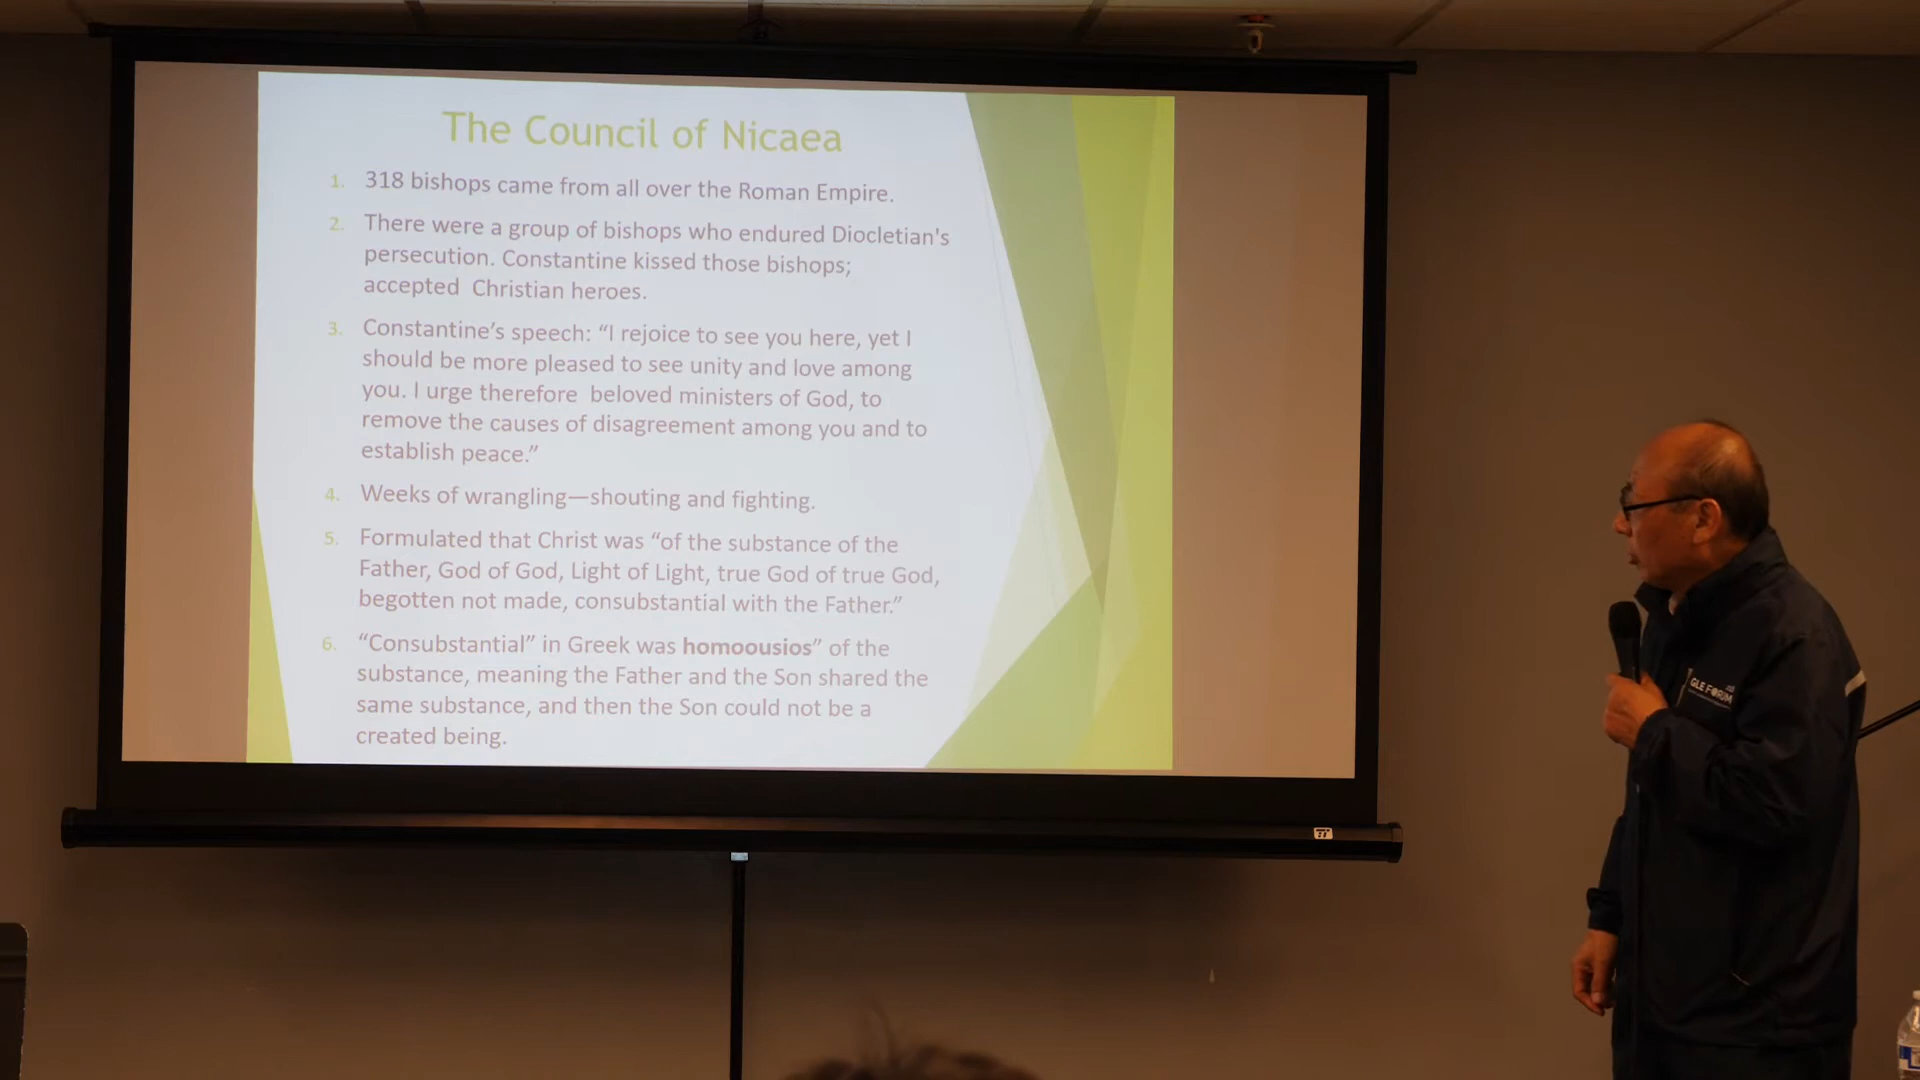 The Council of Nicaea
1. 318 bishops came from all over the Roman Empire.
2. There were a group of bishops who endured Diocletian's
persecution. Constantine kissed those bishops;
accepted  Christian heroes.
3. Constantine’s speech: “I rejoice to see you here, yet I
should be more pleased to see unity and love among
you. I urge therefore  beloved ministers of God, to
remove the causes of disagreement among you and to
establish peace.”
4. Weeks of wrangling—shouting and fighting.
5. Formulated that Christ was “of the substance of the
Father, God of God, Light of Light, true God of true God,
begotten not made, consubstantial with the Father.”
6. “Consubstantial” in Greek was homoousios” of the
substance, meaning the Father and the Son shared the
same substance, and then the Son could not be a
created being.
GLE FORUM